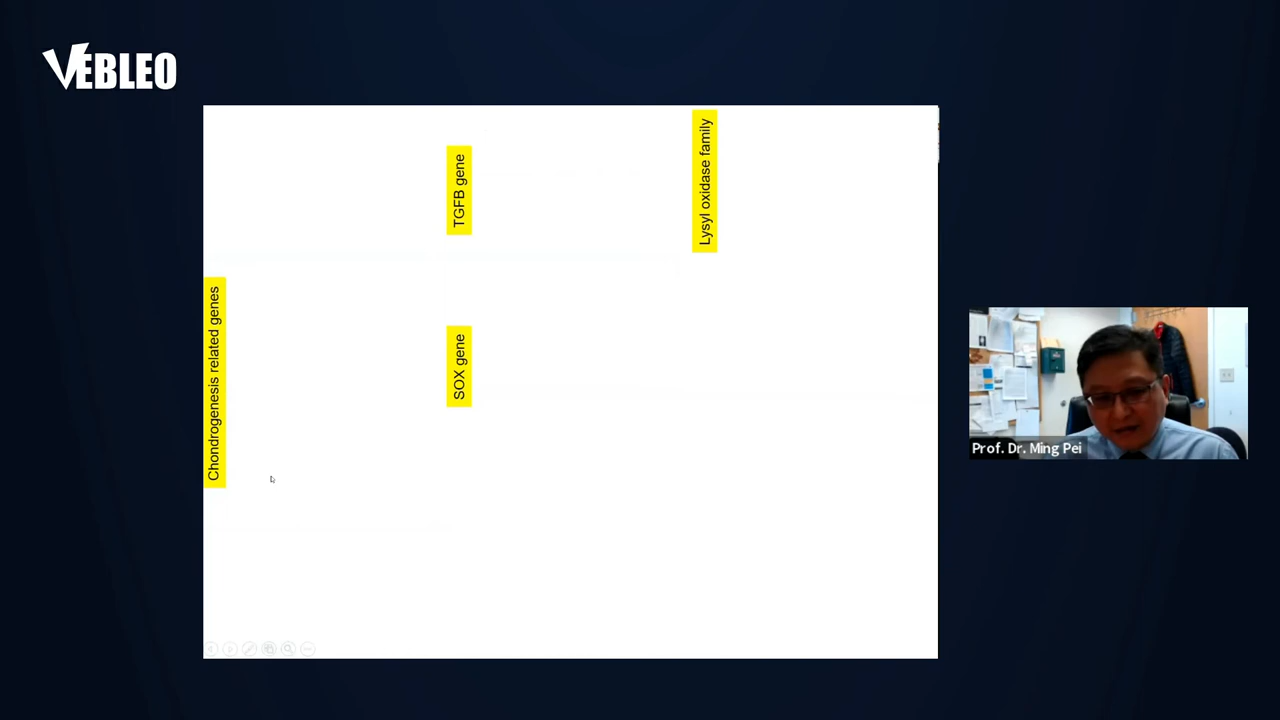 VEBLEO
Chondrogenesis related genes
TGFB gene
SOX gene
Lysyl oxidase family
Prof. Dr. Ming Pei